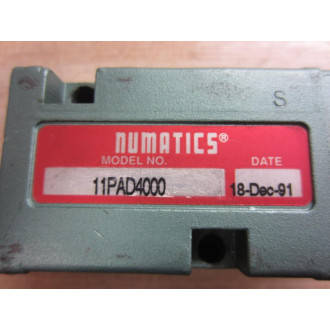 S
NUMATICS®
MODEL NO. DATE
11PAD4000 18-Dec-91